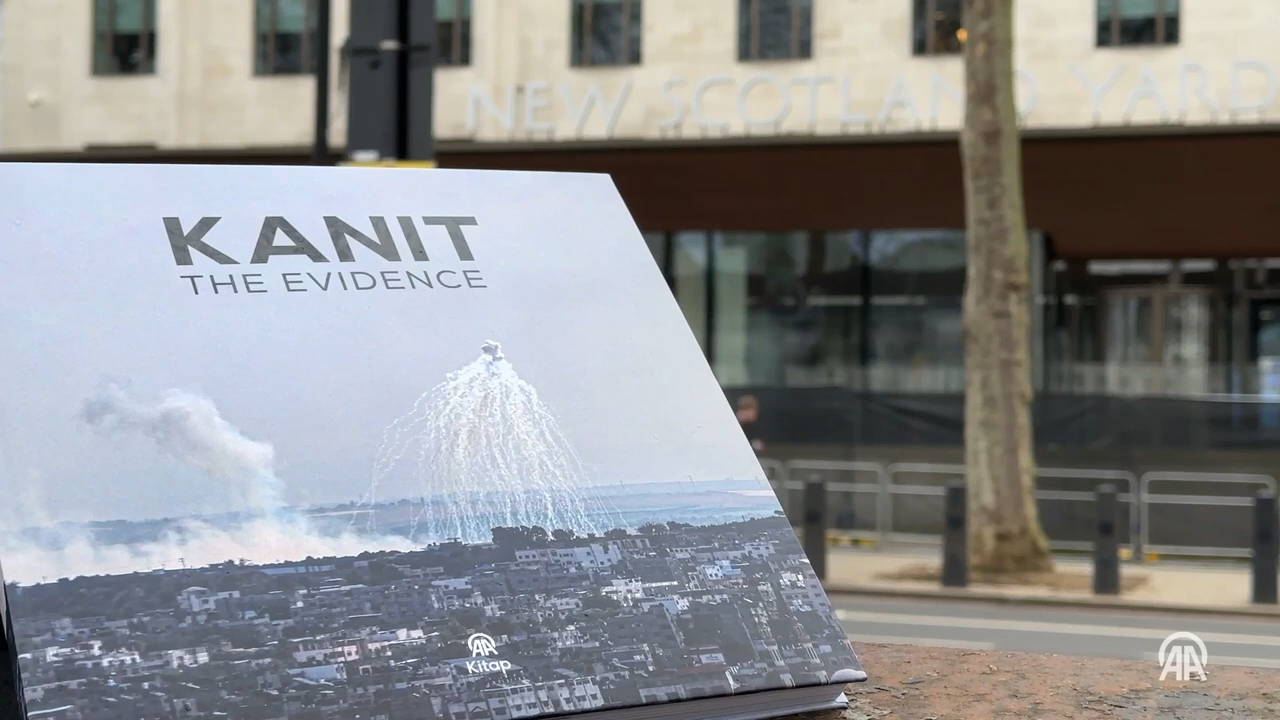 NEW SCOTLAND YARD
KANIT
THE EVIDENCE
AA
Kitap
AA